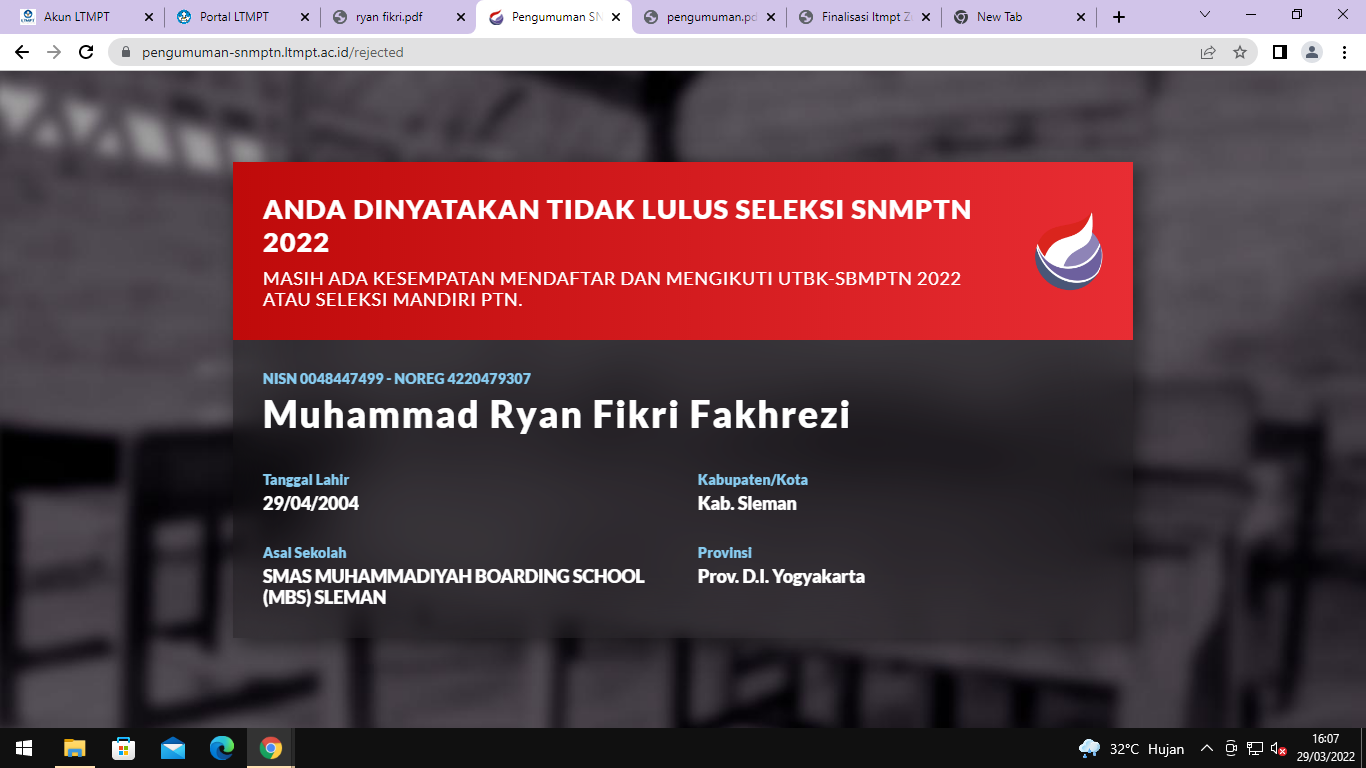 Akun LTMPT
Portal LTMPT
ryan fikri.pdf
Pengumuman SN
pengumuman.pd
Finalisasi ltmpt Z
New Tab
pengumuman-snmptn.ltmpt.ac.id/rejected
ANDA DINYATAKAN TIDAK LULUS SELEKSI SNMPTN
2022
MASIH ADA KESEMPATAN MENDAFTAR DAN MENGIKUTI UTBK-SBMPTN 2022
ATAU SELEKSI MANDIRI PTN.
NISN 0048447499 - NOREG 4220479307
Muhammad Ryan Fikri Fakhrezi
Tanggal Lahir
29/04/2004
Kabupaten/Kota
Kab. Sleman
Asal Sekolah
SMAS MUHAMMADIYAH BOARDING SCHOOL
(MBS) SLEMAN
Provinsi
Prov. D.I. Yogyakarta
32°C Hujan
16:07
29/03/2022